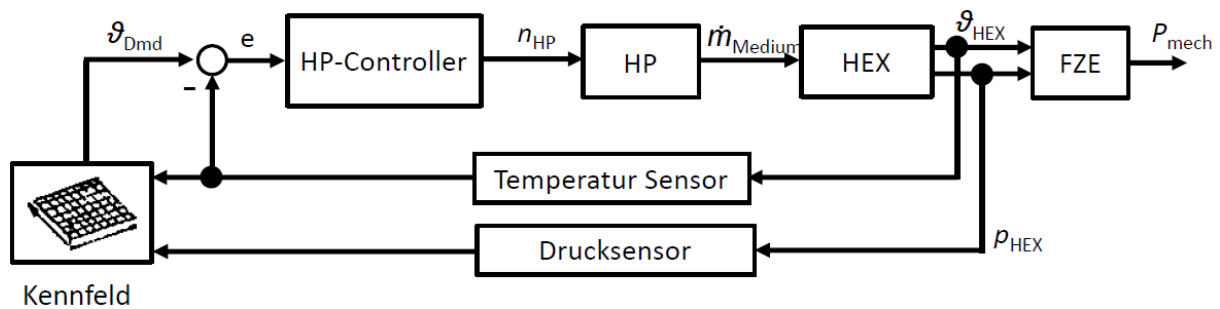 ϑDmd
e
HP-Controller
nHP
HP
ṁMedium
HEX
ϑHEX
FZE
Pmech
-
Temperatur Sensor
Drucksensor
pHEX
Kennfeld